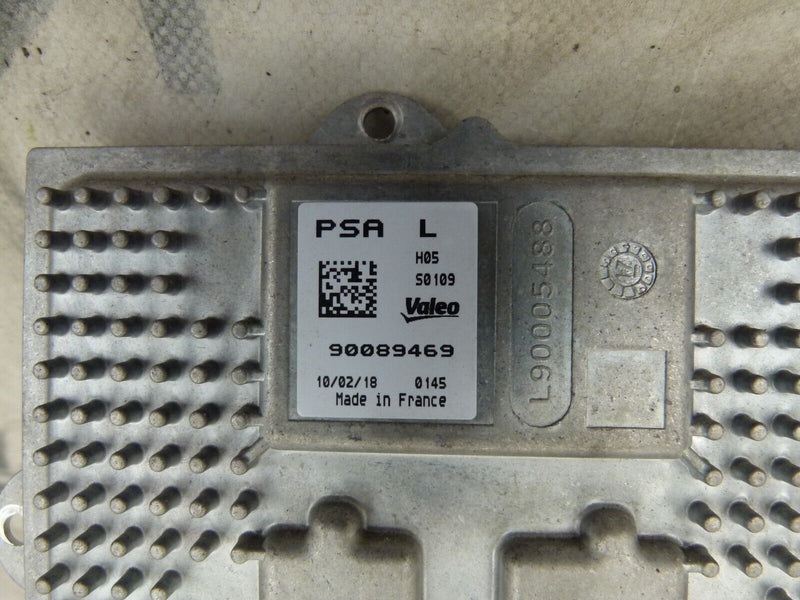 PSA L
H05
S0109
Valeo
90089469
10/02/18 0145
Made in France
L90005488